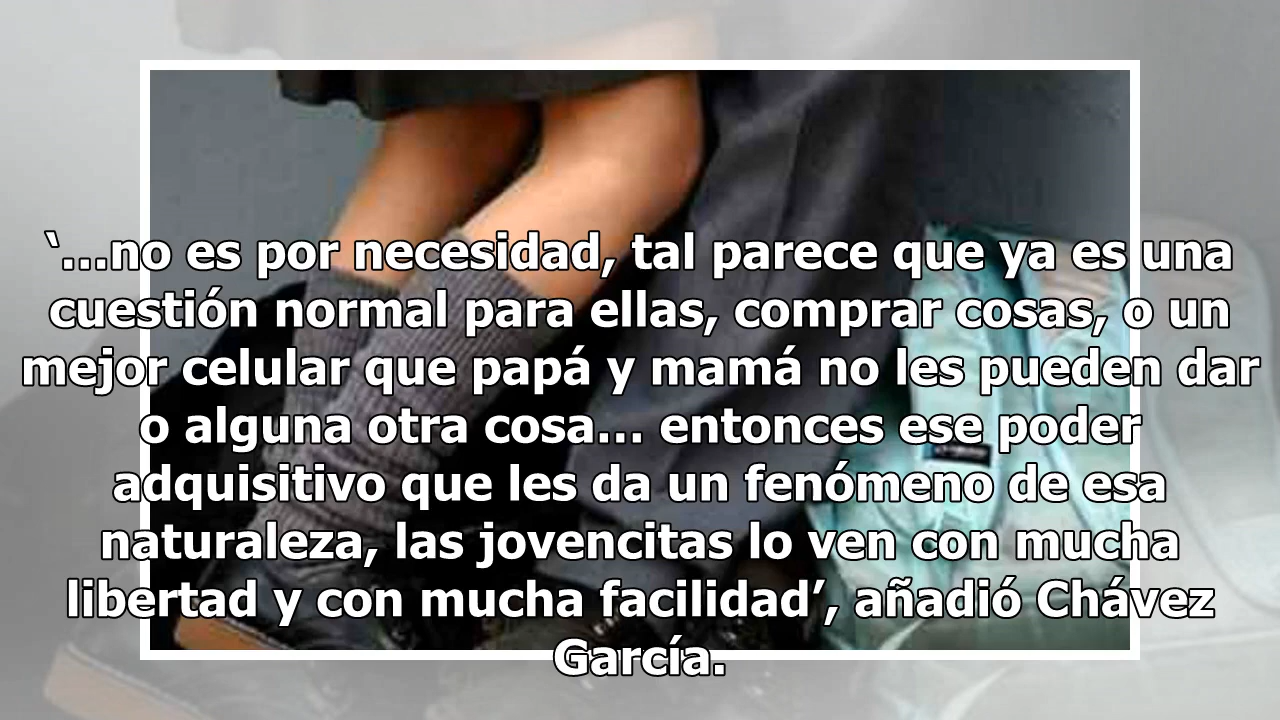 ‘...no es por necesidad, tal parece que ya es una
cuestión normal para ellas, comprar cosas, o un
mejor celular que papá y mamá no les pueden dar
o alguna otra cosa... entonces ese poder
adquisitivo que les da un fenómeno de esa
naturaleza, las jovencitas lo ven con mucha
libertad y con mucha facilidad’, añadió Chávez
García.